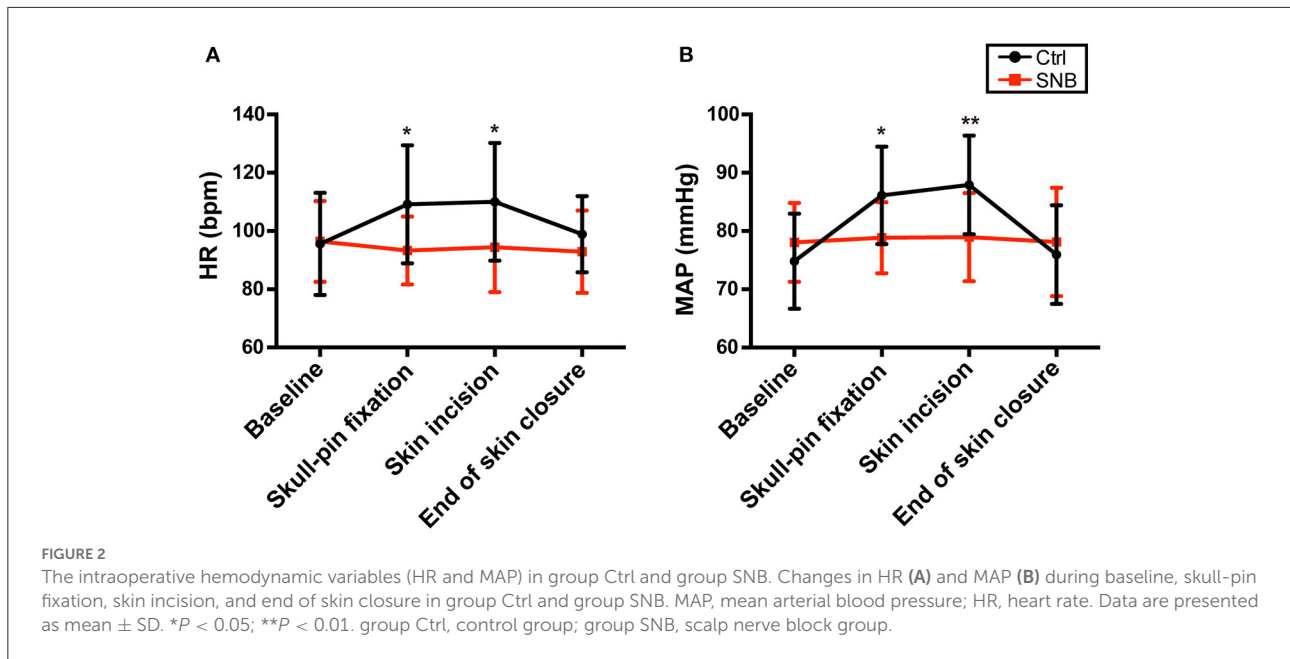 A
B
Ctrl
SNB
140
120
100
80
60
HR (bpm)
* *
Baseline
Skull-pin fixation
Skin incision
End of skin closure
100
90
80
70
60
MAP (mmHg)
* **
Baseline
Skull-pin fixation
Skin incision
End of skin closure
FIGURE 2
The intraoperative hemodynamic variables (HR and MAP) in group Ctrl and group SNB. Changes in HR (A) and MAP (B) during baseline, skull-pin
fixation, skin incision, and end of skin closure in group Ctrl and group SNB. MAP, mean arterial blood pressure; HR, heart rate. Data are presented
as mean ± SD. *P < 0.05; **P < 0.01. group Ctrl, control group; group SNB, scalp nerve block group.